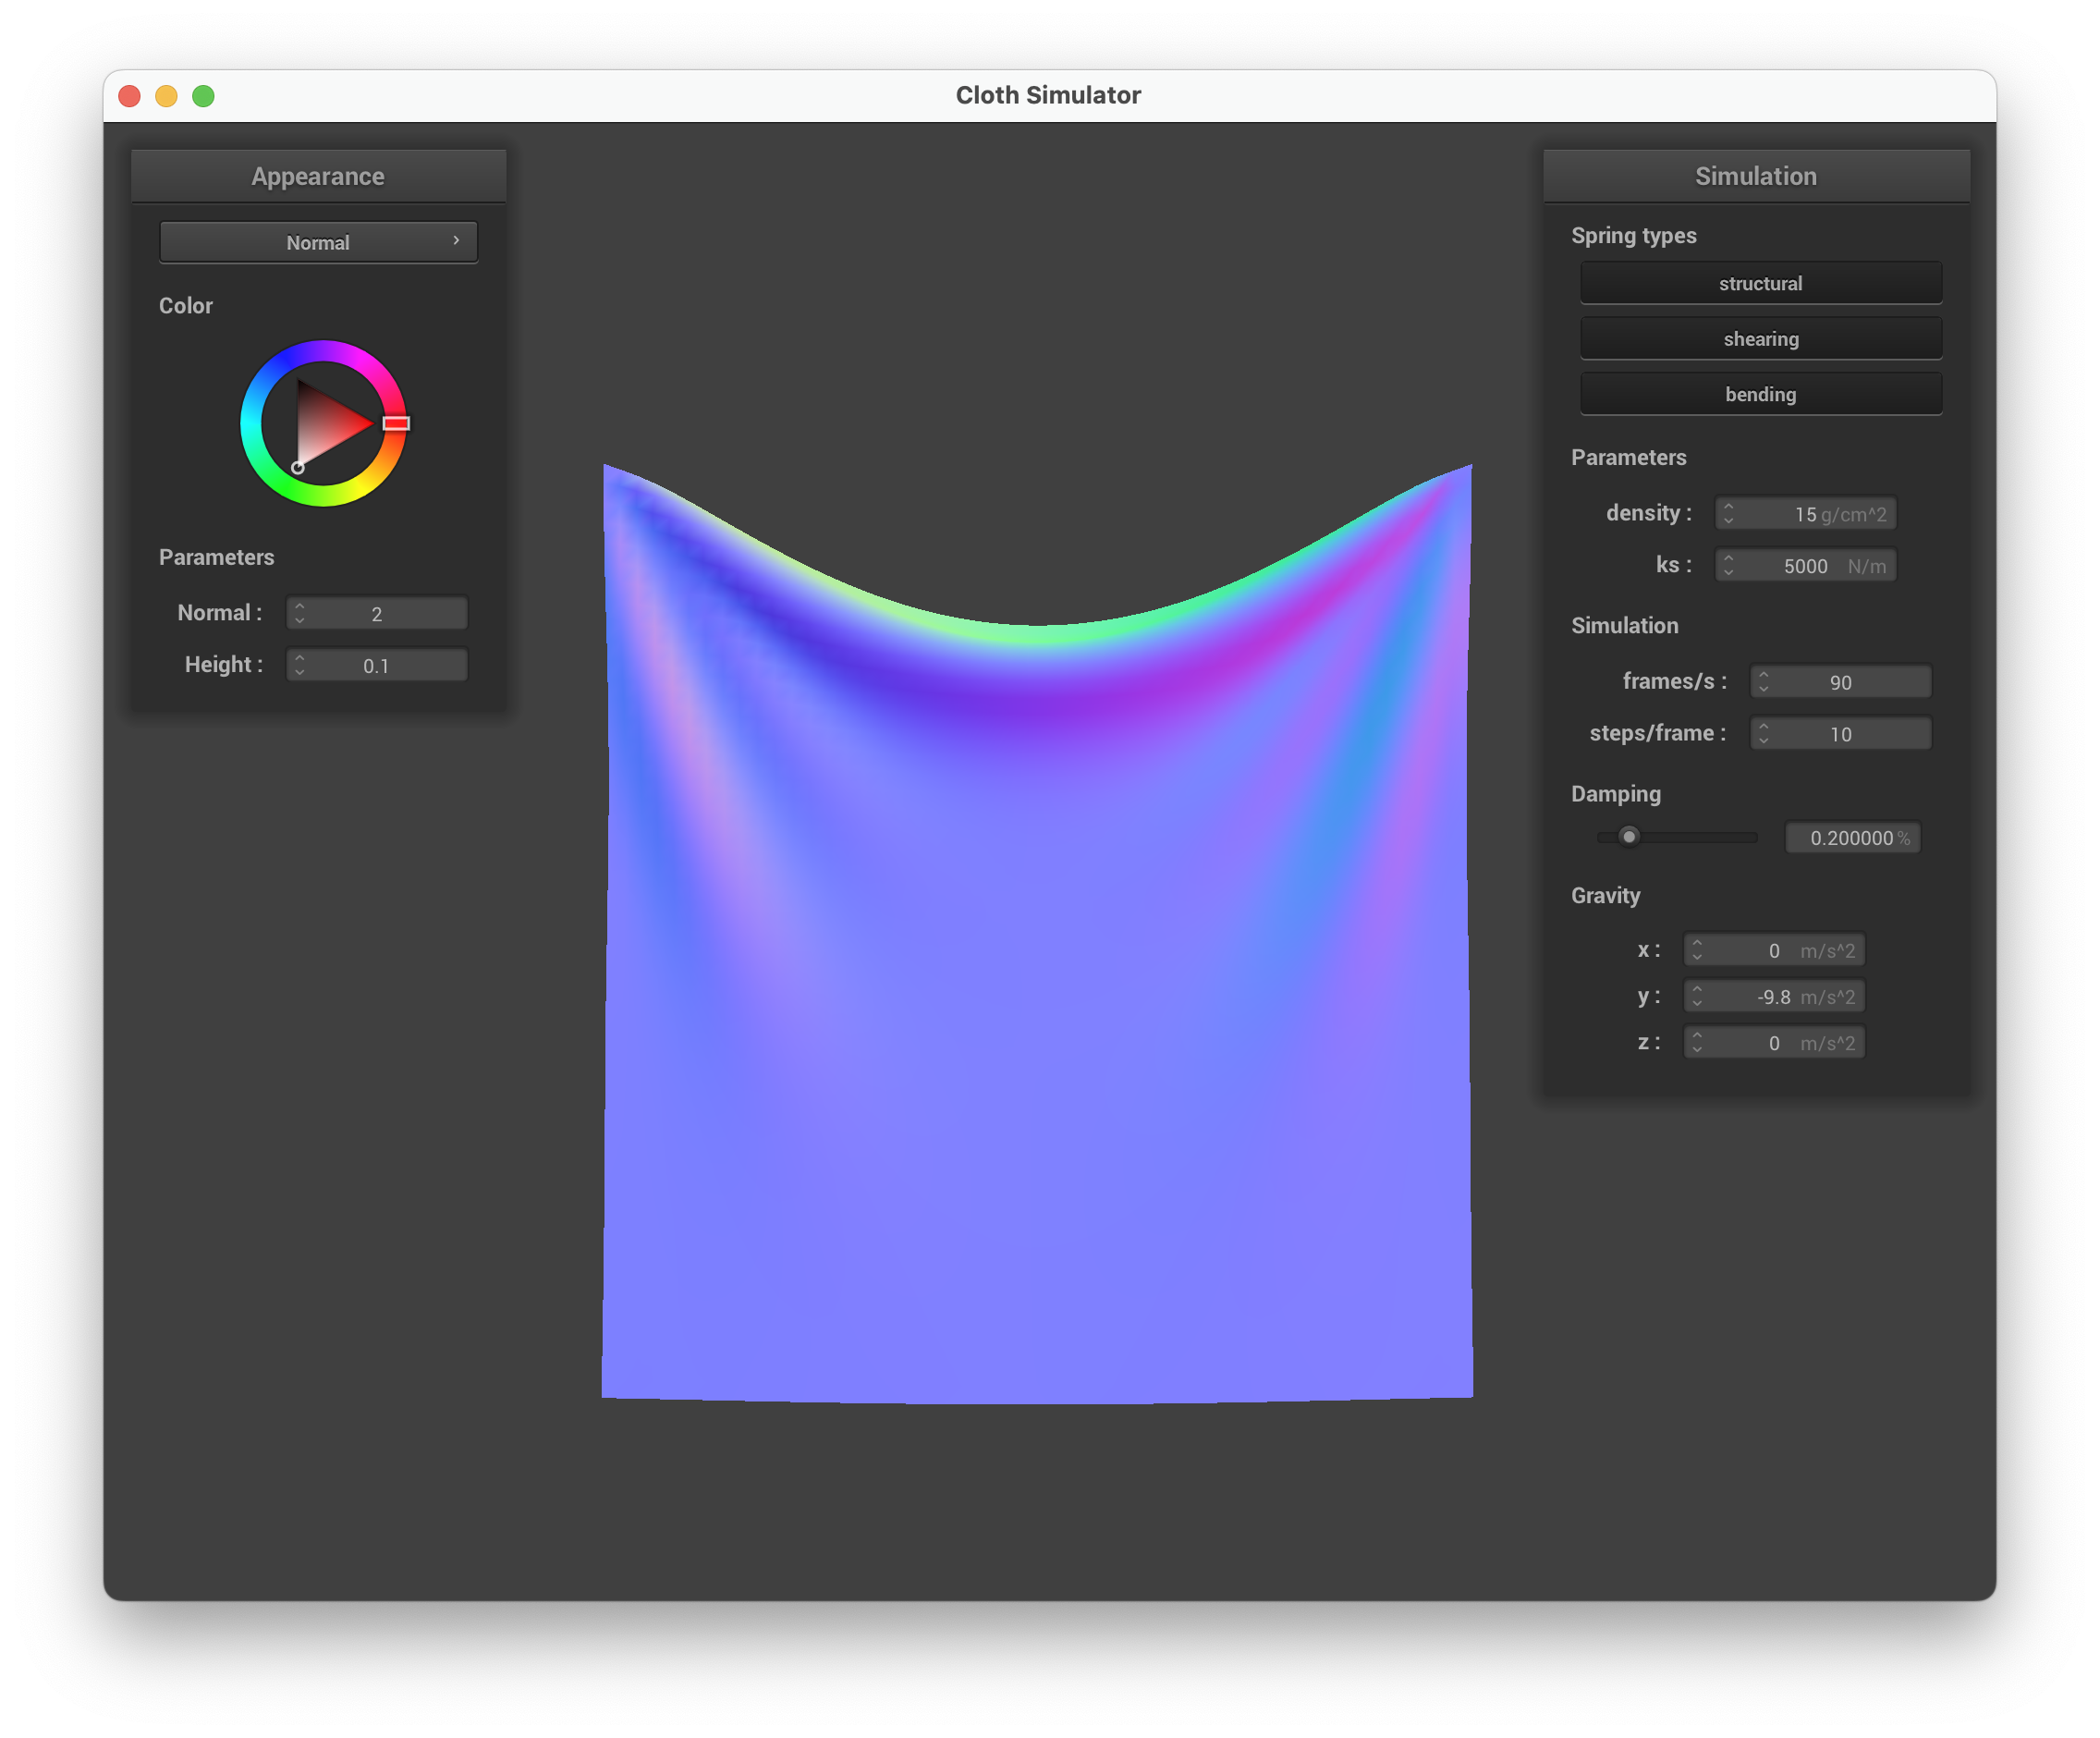 Cloth Simulator
Appearance
Normal
Color
Parameters
Normal : 2
Height : 0.1
Simulation
Spring types
structural
shearing
bending
Parameters
density : 15 g/cm^2
ks : 5000 N/m
Simulation
frames/s : 90
steps/frame : 10
Damping
0.200000 %
Gravity
x : 0 m/s^2
y : -9.8 m/s^2
z : 0 m/s^2